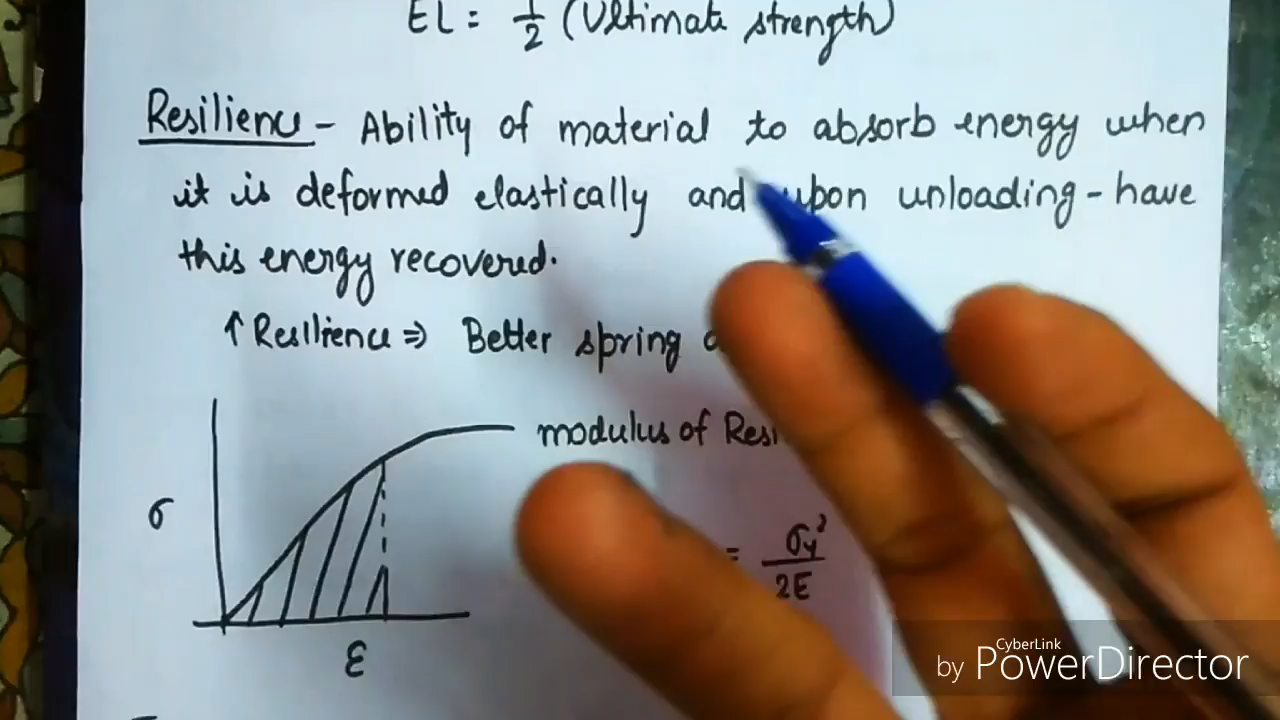 EL = 1/2 (Ultimate strength)
Resilience - Ability of material to absorb energy when
it is deformed elastically and upon unloading - have
this energy recovered.
↑ Resilience ⇒ Better spring
modulus of Resi
σ
= σy² / 2E
ε
CyberLink
by PowerDirector